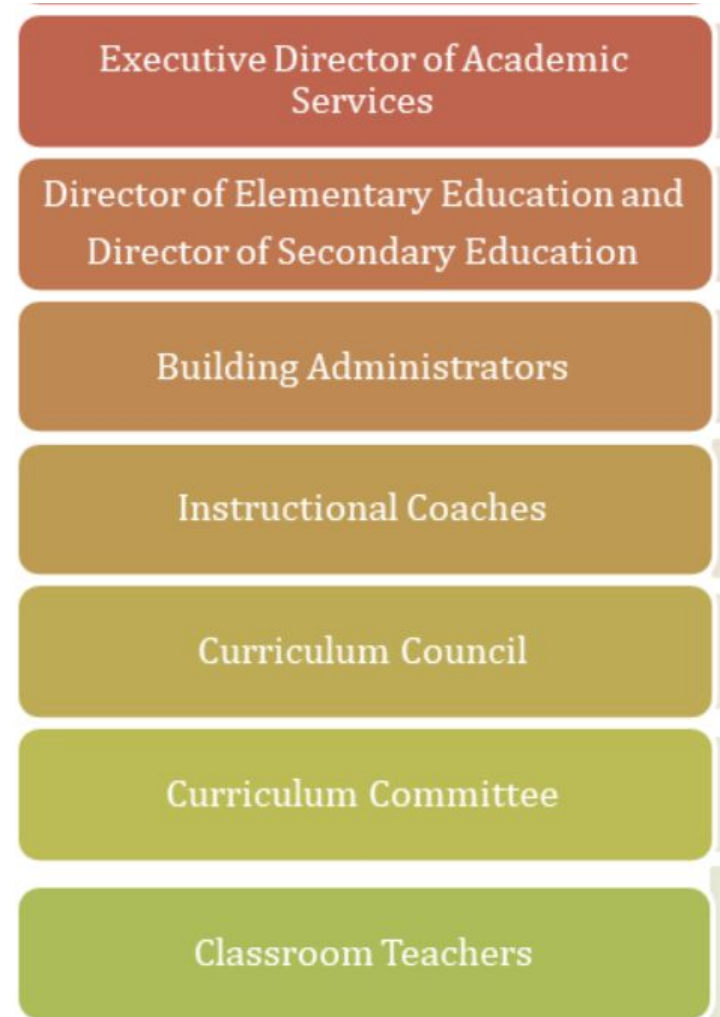 Executive Director of Academic
Services
Director of Elementary Education and
Director of Secondary Education
Building Administrators
Instructional Coaches
Curriculum Council
Curriculum Committee
Classroom Teachers